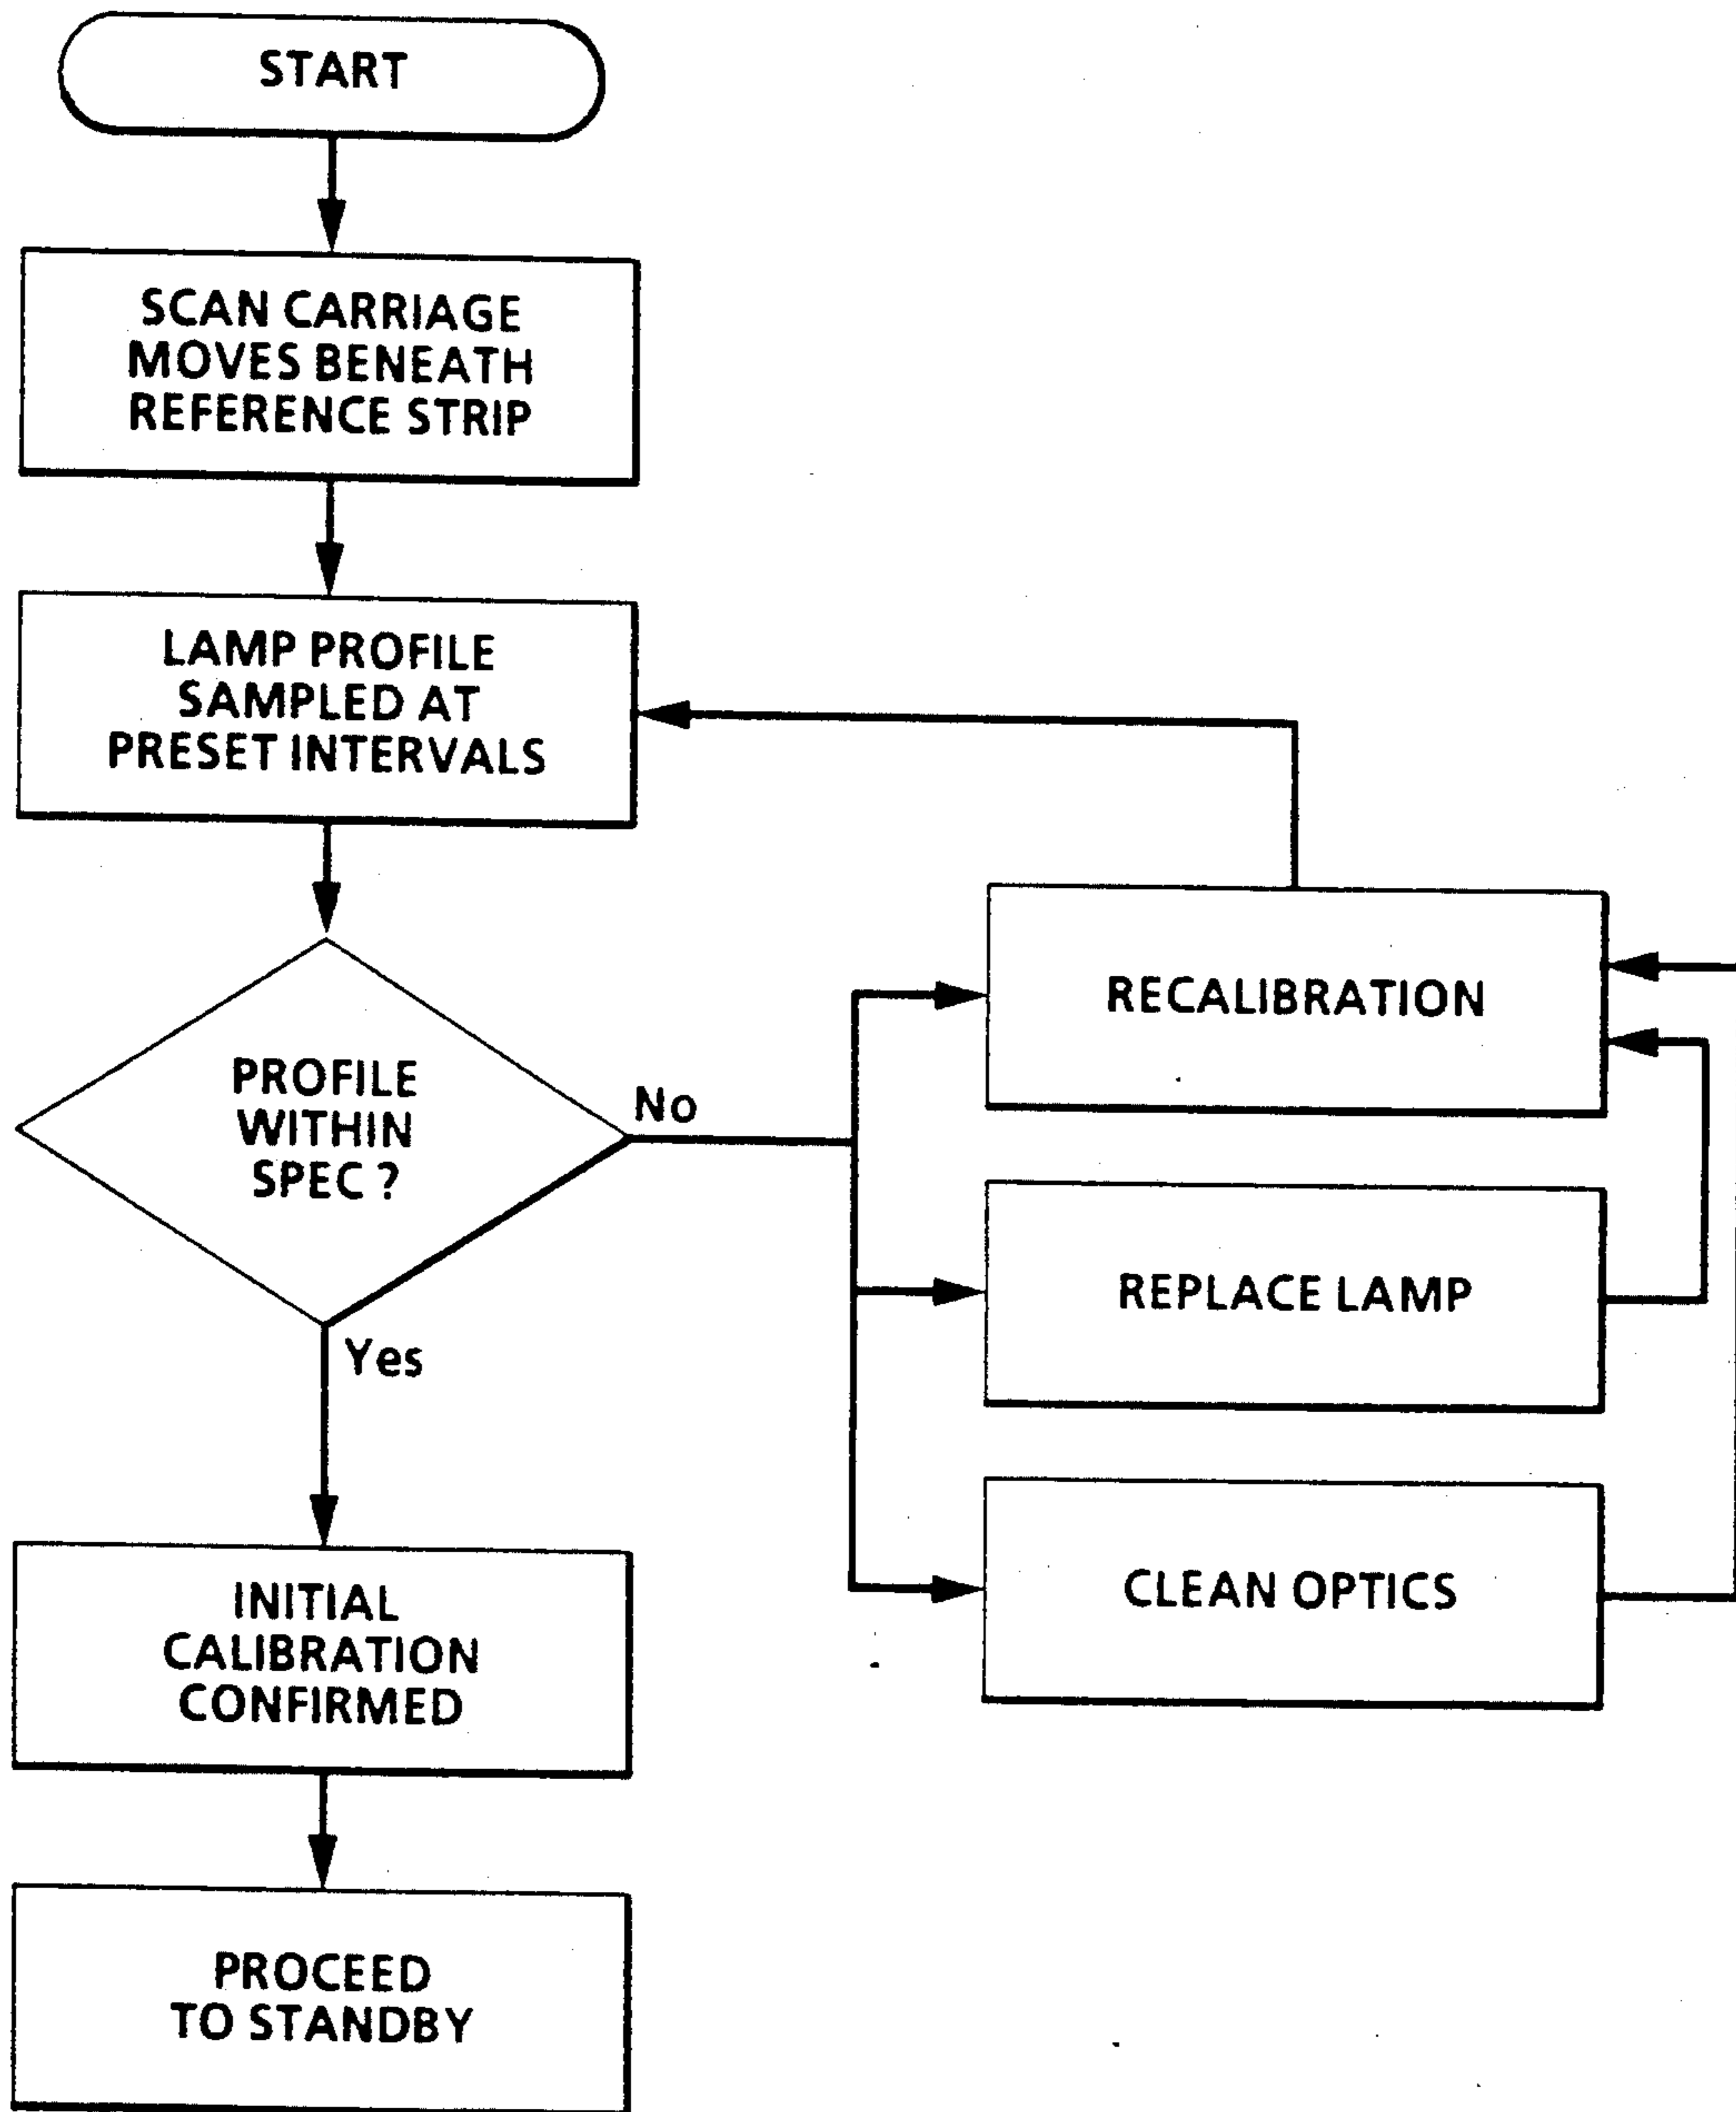 START
SCAN CARRIAGE
MOVES BENEATH
REFERENCE STRIP
LAMP PROFILE
SAMPLED AT
PRESET INTERVALS
PROFILE
WITHIN
SPEC ?
No
Yes
RECALIBRATION
REPLACE LAMP
CLEAN OPTICS
INITIAL
CALIBRATION
CONFIRMED
PROCEED
TO STANDBY